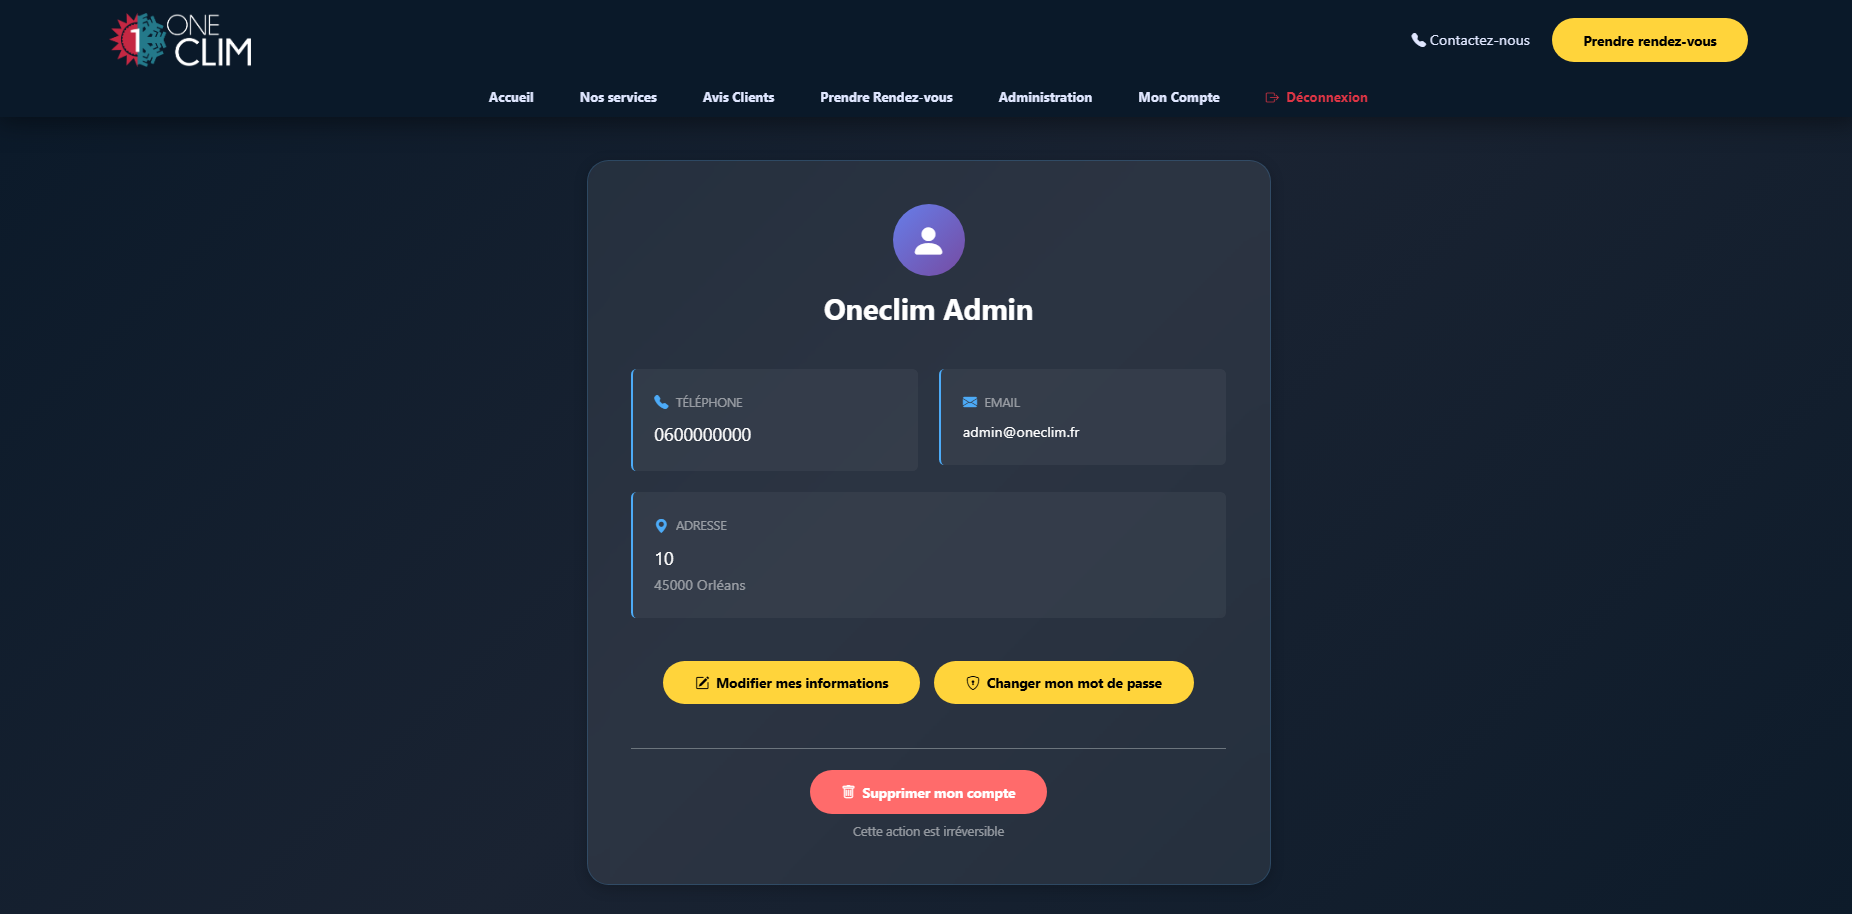 1 ONE
CLIM
Contactez-nous
Prendre rendez-vous
Accueil Nos services Avis Clients Prendre Rendez-vous Administration Mon Compte Déconnexion
Oneclim Admin
TÉLÉPHONE
0600000000
EMAIL
admin@oneclim.fr
ADRESSE
10
45000 Orléans
Modifier mes informations
Changer mon mot de passe
Supprimer mon compte
Cette action est irréversible